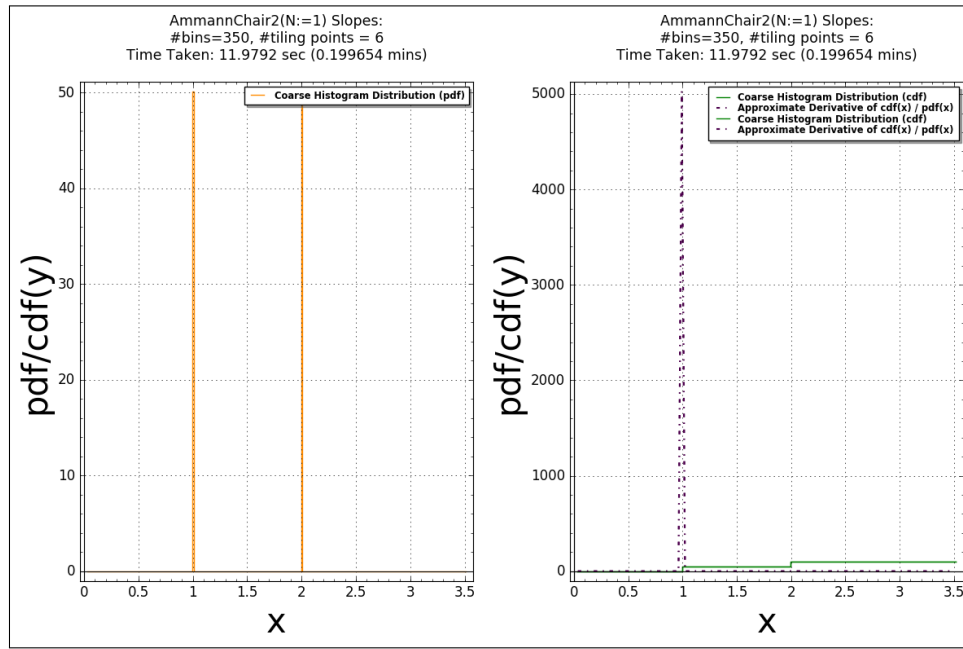 AmmannChair2(N:=1) Slopes:
#bins=350, #tiling points = 6
Time Taken: 11.9792 sec (0.199654 mins)
Coarse Histogram Distribution (pdf)
50
40
30
20
10
0
pdf/cdf(y)
0
0.5
1
1.5
2
2.5
3
3.5
x
AmmannChair2(N:=1) Slopes:
#bins=350, #tiling points = 6
Time Taken: 11.9792 sec (0.199654 mins)
Coarse Histogram Distribution (cdf)
Approximate Derivative of cdf(x) / pdf(x)
Coarse Histogram Distribution (cdf)
Approximate Derivative of cdf(x) / pdf(x)
5000
4000
3000
2000
1000
0
pdf/cdf(y)
0
0.5
1
1.5
2
2.5
3
3.5
x